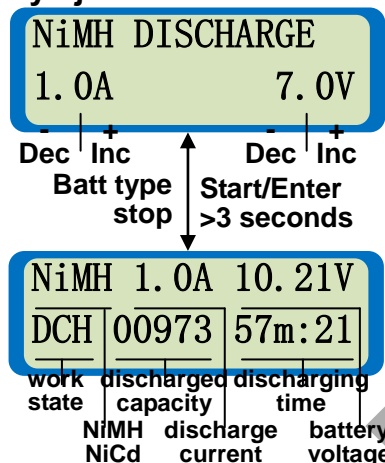 NiMH DISCHARGE
1.0A 7.0V
- + - +
Dec Inc Dec Inc
Batt type Start/Enter
stop >3 seconds
NiMH 1.0A 10.21V
DCH 00973 57m:21
work discharged discharging
state capacity time
NiMH discharge battery
NiCd current voltage